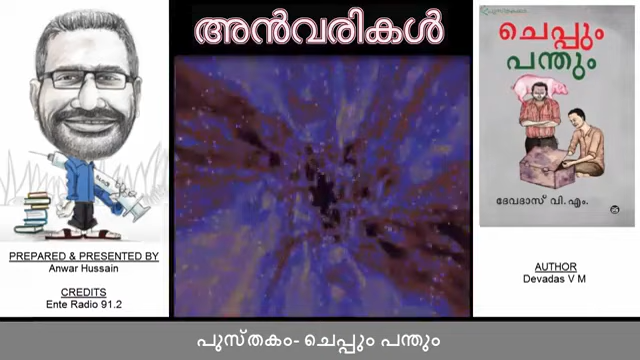 അൻവരികൾ
ചെപ്പും
പന്തും
ദേവദാസ് വി.എം.
PREPARED & PRESENTED BY
Anwar Hussain
CREDITS
Ente Radio 91.2
AUTHOR
Devadas V M
പുസ്തകം- ചെപ്പും പന്തും